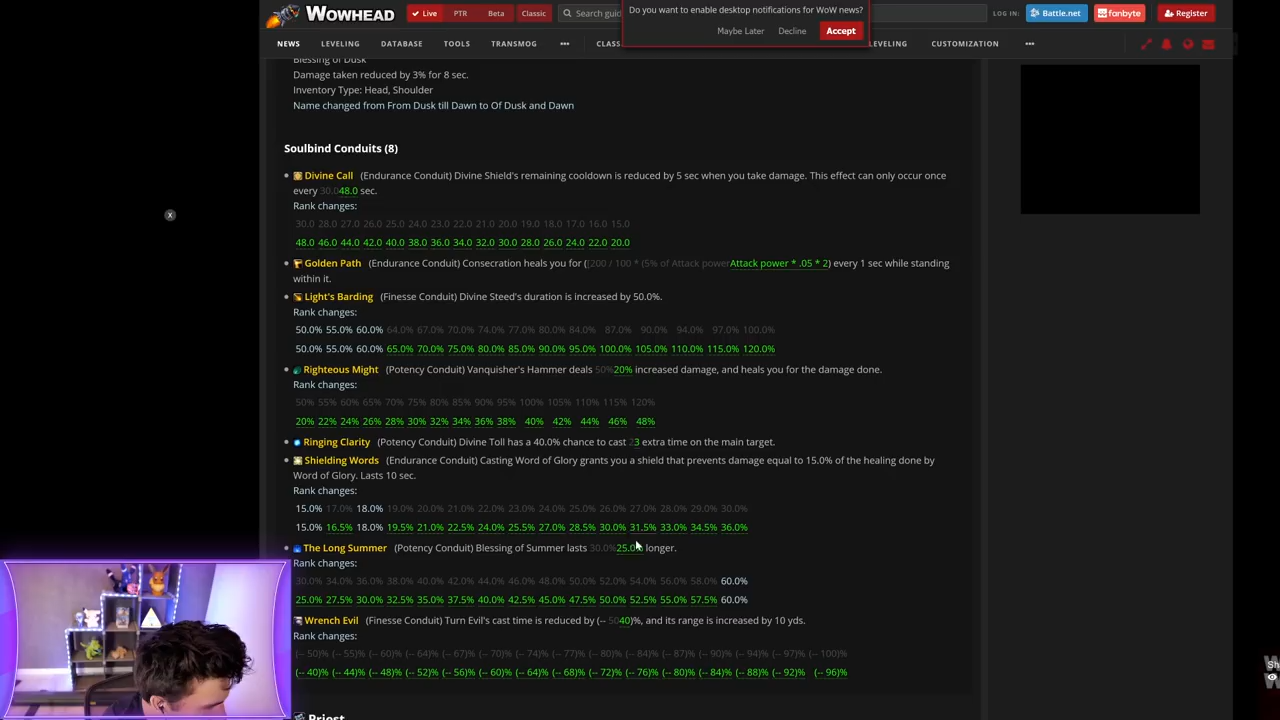 Do you want to enable desktop notifications for WoW news?
Maybe Later Decline Accept
WOWHEAD Live PTR Beta Classic Search guid LOG IN: Battle.net fanbyte Register
NEWS LEVELING DATABASE TOOLS TRANSMOG ••• CLASS LEVELING CUSTOMIZATION •••
Blessing of Dusk
Damage taken reduced by 3% for 8 sec.
Inventory Type: Head, Shoulder
Name changed from From Dusk till Dawn to Of Dusk and Dawn
Soulbind Conduits (8)
Divine Call (Endurance Conduit) Divine Shield's remaining cooldown is reduced by 5 sec when you take damage. This effect can only occur once
every 30.048.0 sec.
Rank changes:
30.0 28.0 27.0 26.0 25.0 24.0 23.0 22.0 21.0 20.0 19.0 18.0 17.0 16.0 15.0
48.0 46.0 44.0 42.0 40.0 38.0 36.0 34.0 32.0 30.0 28.0 26.0 24.0 22.0 20.0
Golden Path (Endurance Conduit) Consecration heals you for ([200 / 100 * (5% of Attack powerAttack power * .05 * 2) every 1 sec while standing
within it.
Light's Barding (Finesse Conduit) Divine Steed's duration is increased by 50.0%.
Rank changes:
50.0% 55.0% 60.0% 64.0% 67.0% 70.0% 74.0% 77.0% 80.0% 84.0% 87.0% 90.0% 94.0% 97.0% 100.0%
50.0% 55.0% 60.0% 65.0% 70.0% 75.0% 80.0% 85.0% 90.0% 95.0% 100.0% 105.0% 110.0% 115.0% 120.0%
Righteous Might (Potency Conduit) Vanquisher's Hammer deals 50%20% increased damage, and heals you for the damage done.
Rank changes:
50% 55% 60% 65% 70% 75% 80% 85% 90% 95% 100% 105% 110% 115% 120%
20% 22% 24% 26% 28% 30% 32% 34% 36% 38% 40% 42% 44% 46% 48%
Ringing Clarity (Potency Conduit) Divine Toll has a 40.0% chance to cast 23 extra time on the main target.
Shielding Words (Endurance Conduit) Casting Word of Glory grants you a shield that prevents damage equal to 15.0% of the healing done by
Word of Glory. Lasts 10 sec.
Rank changes:
15.0% 17.0% 18.0% 19.0% 20.0% 21.0% 22.0% 23.0% 24.0% 25.0% 26.0% 27.0% 28.0% 29.0% 30.0%
15.0% 16.5% 18.0% 19.5% 21.0% 22.5% 24.0% 25.5% 27.0% 28.5% 30.0% 31.5% 33.0% 34.5% 36.0%
The Long Summer (Potency Conduit) Blessing of Summer lasts 30.0%25.0% longer.
Rank changes:
30.0% 34.0% 36.0% 38.0% 40.0% 42.0% 44.0% 46.0% 48.0% 50.0% 52.0% 54.0% 56.0% 58.0% 60.0%
25.0% 27.5% 30.0% 32.5% 35.0% 37.5% 40.0% 42.5% 45.0% 47.5% 50.0% 52.5% 55.0% 57.5% 60.0%
Wrench Evil (Finesse Conduit) Turn Evil's cast time is reduced by (-- 5040)%, and its range is increased by 10 yds.
Rank changes:
(-- 50)% (-- 55)% (-- 60)% (-- 64)% (-- 67)% (-- 70)% (-- 74)% (-- 77)% (-- 80)% (-- 84)% (-- 87)% (-- 90)% (-- 94)% (-- 97)% (-- 100)%
(-- 40)% (-- 44)% (-- 48)% (-- 52)% (-- 56)% (-- 60)% (-- 64)% (-- 68)% (-- 72)% (-- 76)% (-- 80)% (-- 84)% (-- 88)% (-- 92)% (-- 96)%
Priest
X
Sh